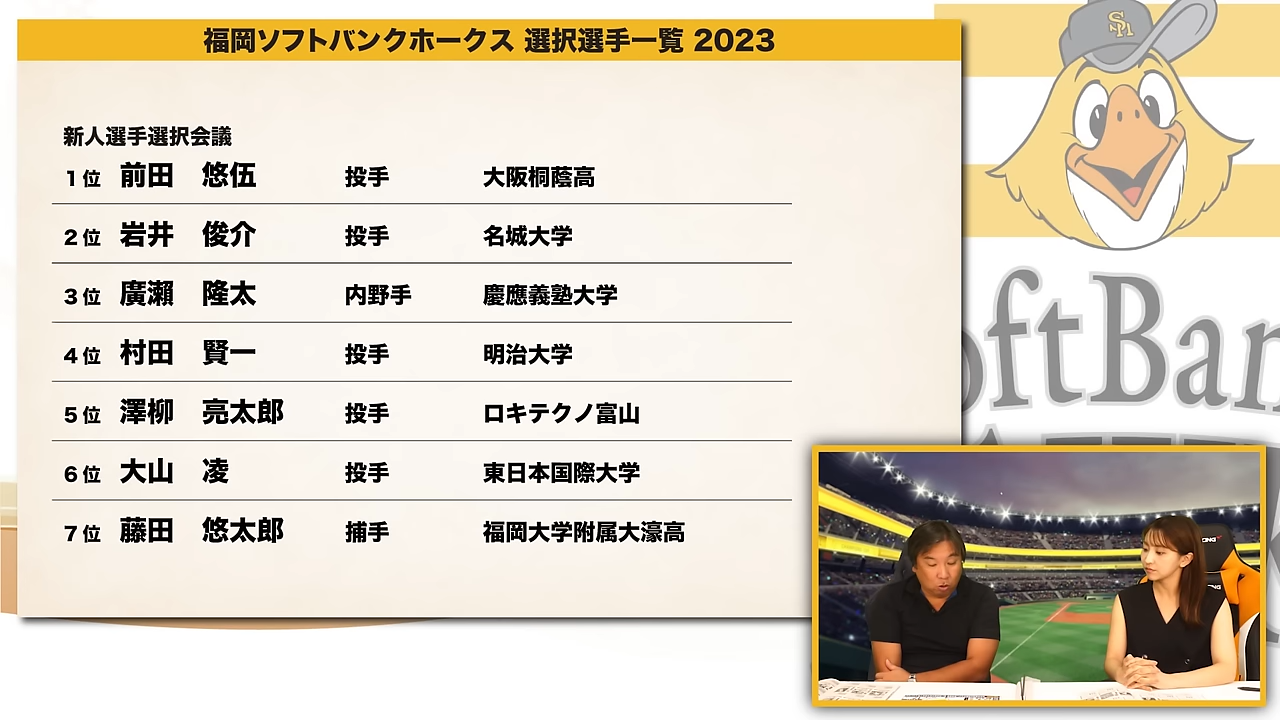 福岡ソフトバンクホークス 選択選手一覧 2023
新人選手選択会議
1位 前田 悠伍 投手 大阪桐蔭高
2位 岩井 俊介 投手 名城大学
3位 廣瀨 隆太 内野手 慶應義塾大学
4位 村田 賢一 投手 明治大学
5位 澤柳 亮太郎 投手 ロキテクノ富山
6位 大山 凌 投手 東日本国際大学
7位 藤田 悠太郎 捕手 福岡大学附属大濠高
SH
oftBan